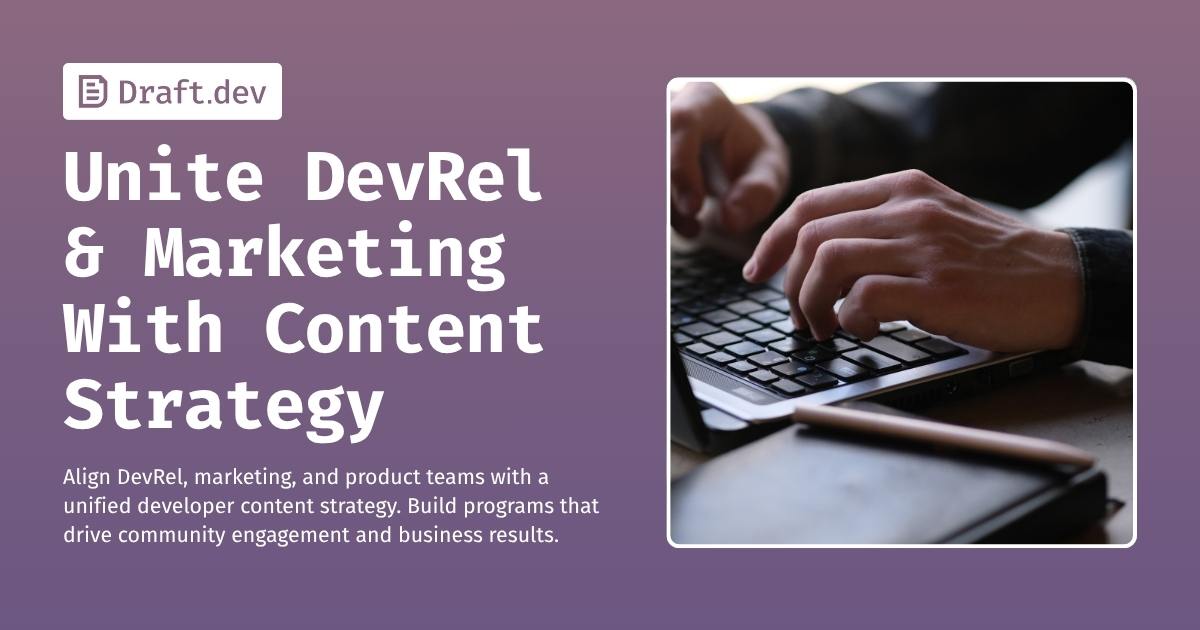 Draft.dev
Unite DevRel
& Marketing
With Content
Strategy
Align DevRel, marketing, and product teams with a
unified developer content strategy. Build programs that
drive community engagement and business results.